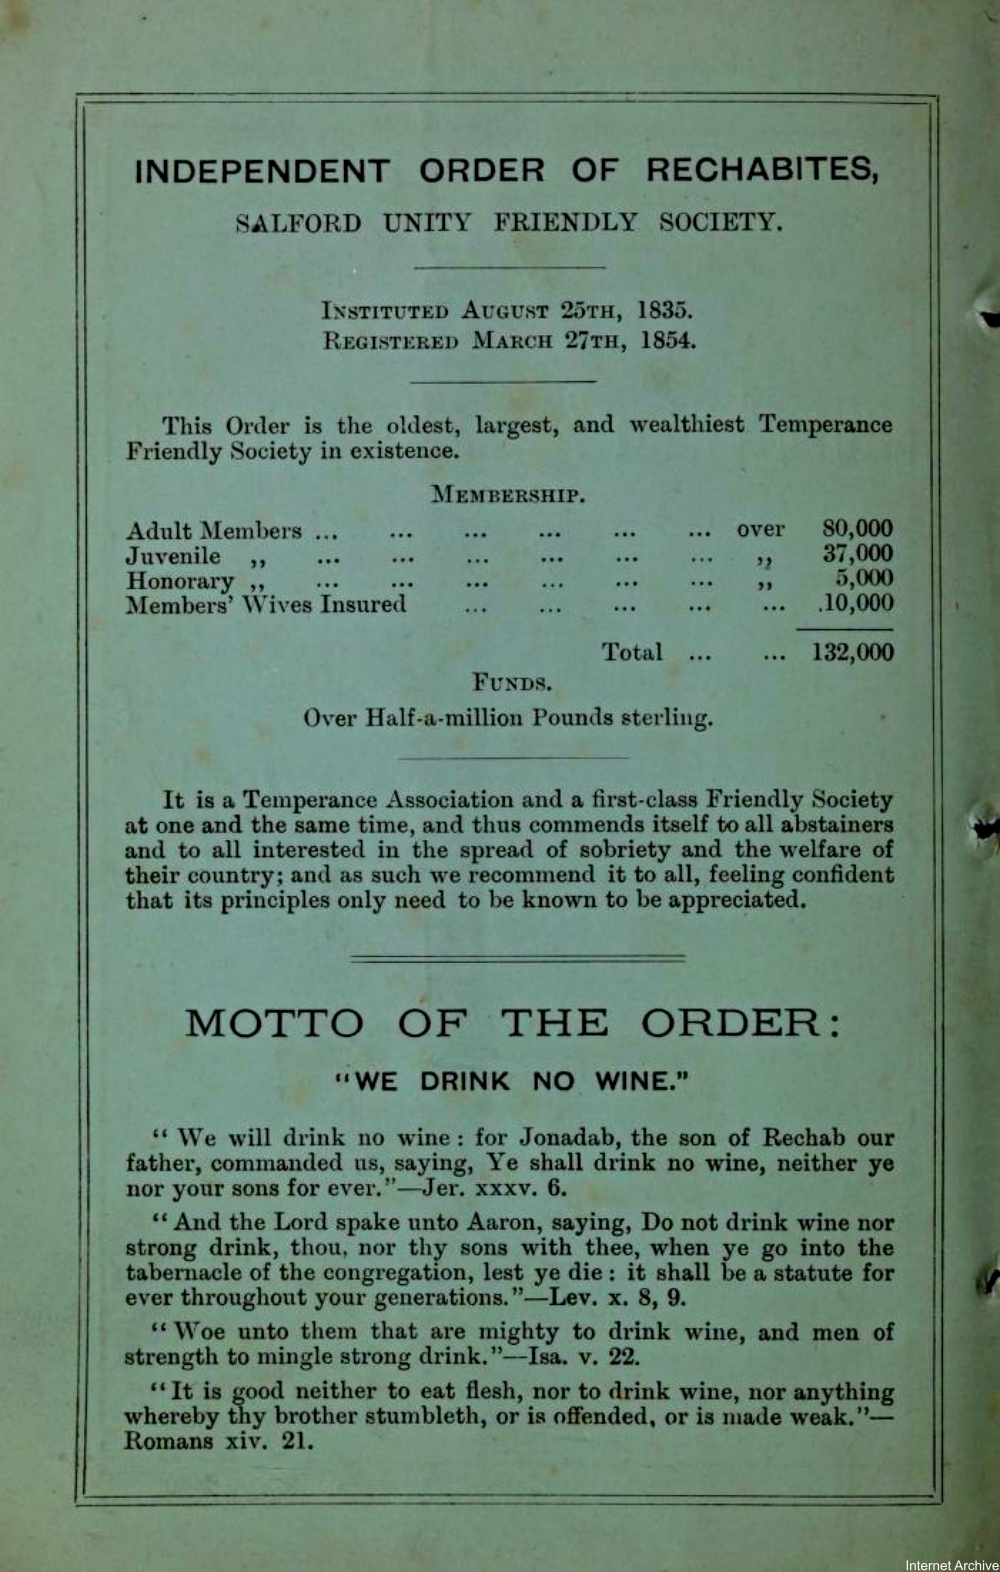 INDEPENDENT ORDER OF RECHABITES,
SALFORD UNITY FRIENDLY SOCIETY.
Instituted August 25th, 1835.
Registered March 27th, 1854.
This Order is the oldest, largest, and wealthiest Temperance
Friendly Society in existence.
Membership.
Adult Members ... ... ... ... ... ... over 80,000
Juvenile ,, ... ... ... ... ... ... ,, 37,000
Honorary ,, ... ... ... ... ... ... ,, 5,000
Members' Wives Insured ... ... ... ... ... .10,000
Total ... ... 132,000
Funds.
Over Half-a-million Pounds sterling.
It is a Temperance Association and a first-class Friendly Society
at one and the same time, and thus commends itself to all abstainers
and to all interested in the spread of sobriety and the welfare of
their country; and as such we recommend it to all, feeling confident
that its principles only need to be known to be appreciated.
MOTTO OF THE ORDER:
"WE DRINK NO WINE."
"We will drink no wine: for Jonadab, the son of Rechab our
father, commanded us, saying, Ye shall drink no wine, neither ye
nor your sons for ever."—Jer. xxxv. 6.
"And the Lord spake unto Aaron, saying, Do not drink wine nor
strong drink, thou, nor thy sons with thee, when ye go into the
tabernacle of the congregation, lest ye die: it shall be a statute for
ever throughout your generations."—Lev. x. 8, 9.
"Woe unto them that are mighty to drink wine, and men of
strength to mingle strong drink."—Isa. v. 22.
"It is good neither to eat flesh, nor to drink wine, nor anything
whereby thy brother stumbleth, or is offended, or is made weak."—
Romans xiv. 21.
Internet Archive